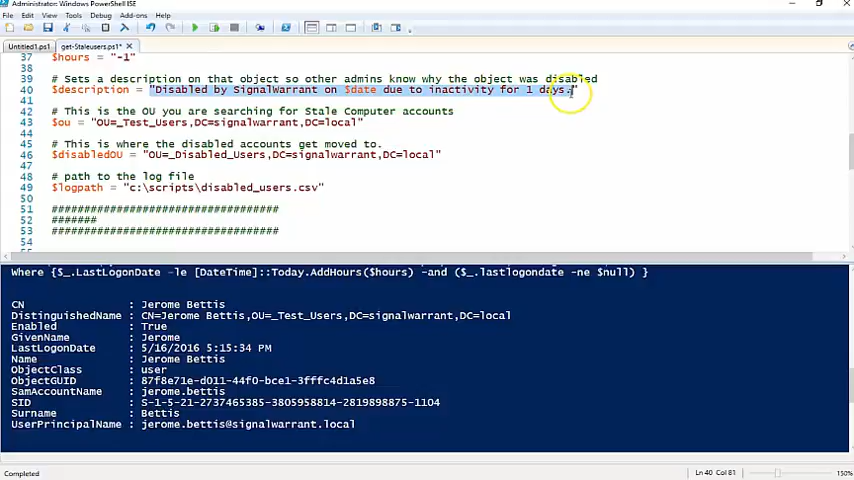 Administrator: Windows PowerShell ISE
File Edit View Tools Debug Add-ons Help
Untitled1.ps1 get-Staleusers.ps1*
37 $hours = "-1"
38
39 # Sets a description on that object so other admins know why the object was disabled
40 $description = "Disabled by SignalWarrant on $date due to inactivity for 1 days."
41
42 # This is the OU you are searching for Stale Computer accounts
43 $ou = "OU=_Test_Users,DC=signalwarrant,DC=local"
44
45 # This is where the disabled accounts get moved to.
46 $disabledOU = "OU=_Disabled_Users,DC=signalwarrant,DC=local"
47
48 # path to the log file
49 $logpath = "c:\scripts\disabled_users.csv"
50
51 #################################
52 #######
53 #################################
54
Where {$_.LastLogonDate -le [DateTime]::Today.AddHours($hours) -and ($_.lastlogondate -ne $null) }
CN : Jerome Bettis
DistinguishedName : CN=Jerome Bettis,OU=_Test_Users,DC=signalwarrant,DC=local
Enabled : True
GivenName : Jerome
LastLogonDate : 5/16/2016 5:15:34 PM
Name : Jerome Bettis
ObjectClass : user
ObjectGUID : 87f8e71e-d011-44f0-bce1-3fffc4d1a5e8
SamAccountName : jerome.bettis
SID : S-1-5-21-2737465385-3805958814-2819898875-1104
Surname : Bettis
UserPrincipalName : jerome.bettis@signalwarrant.local
Completed Ln 40 Col 81 150%